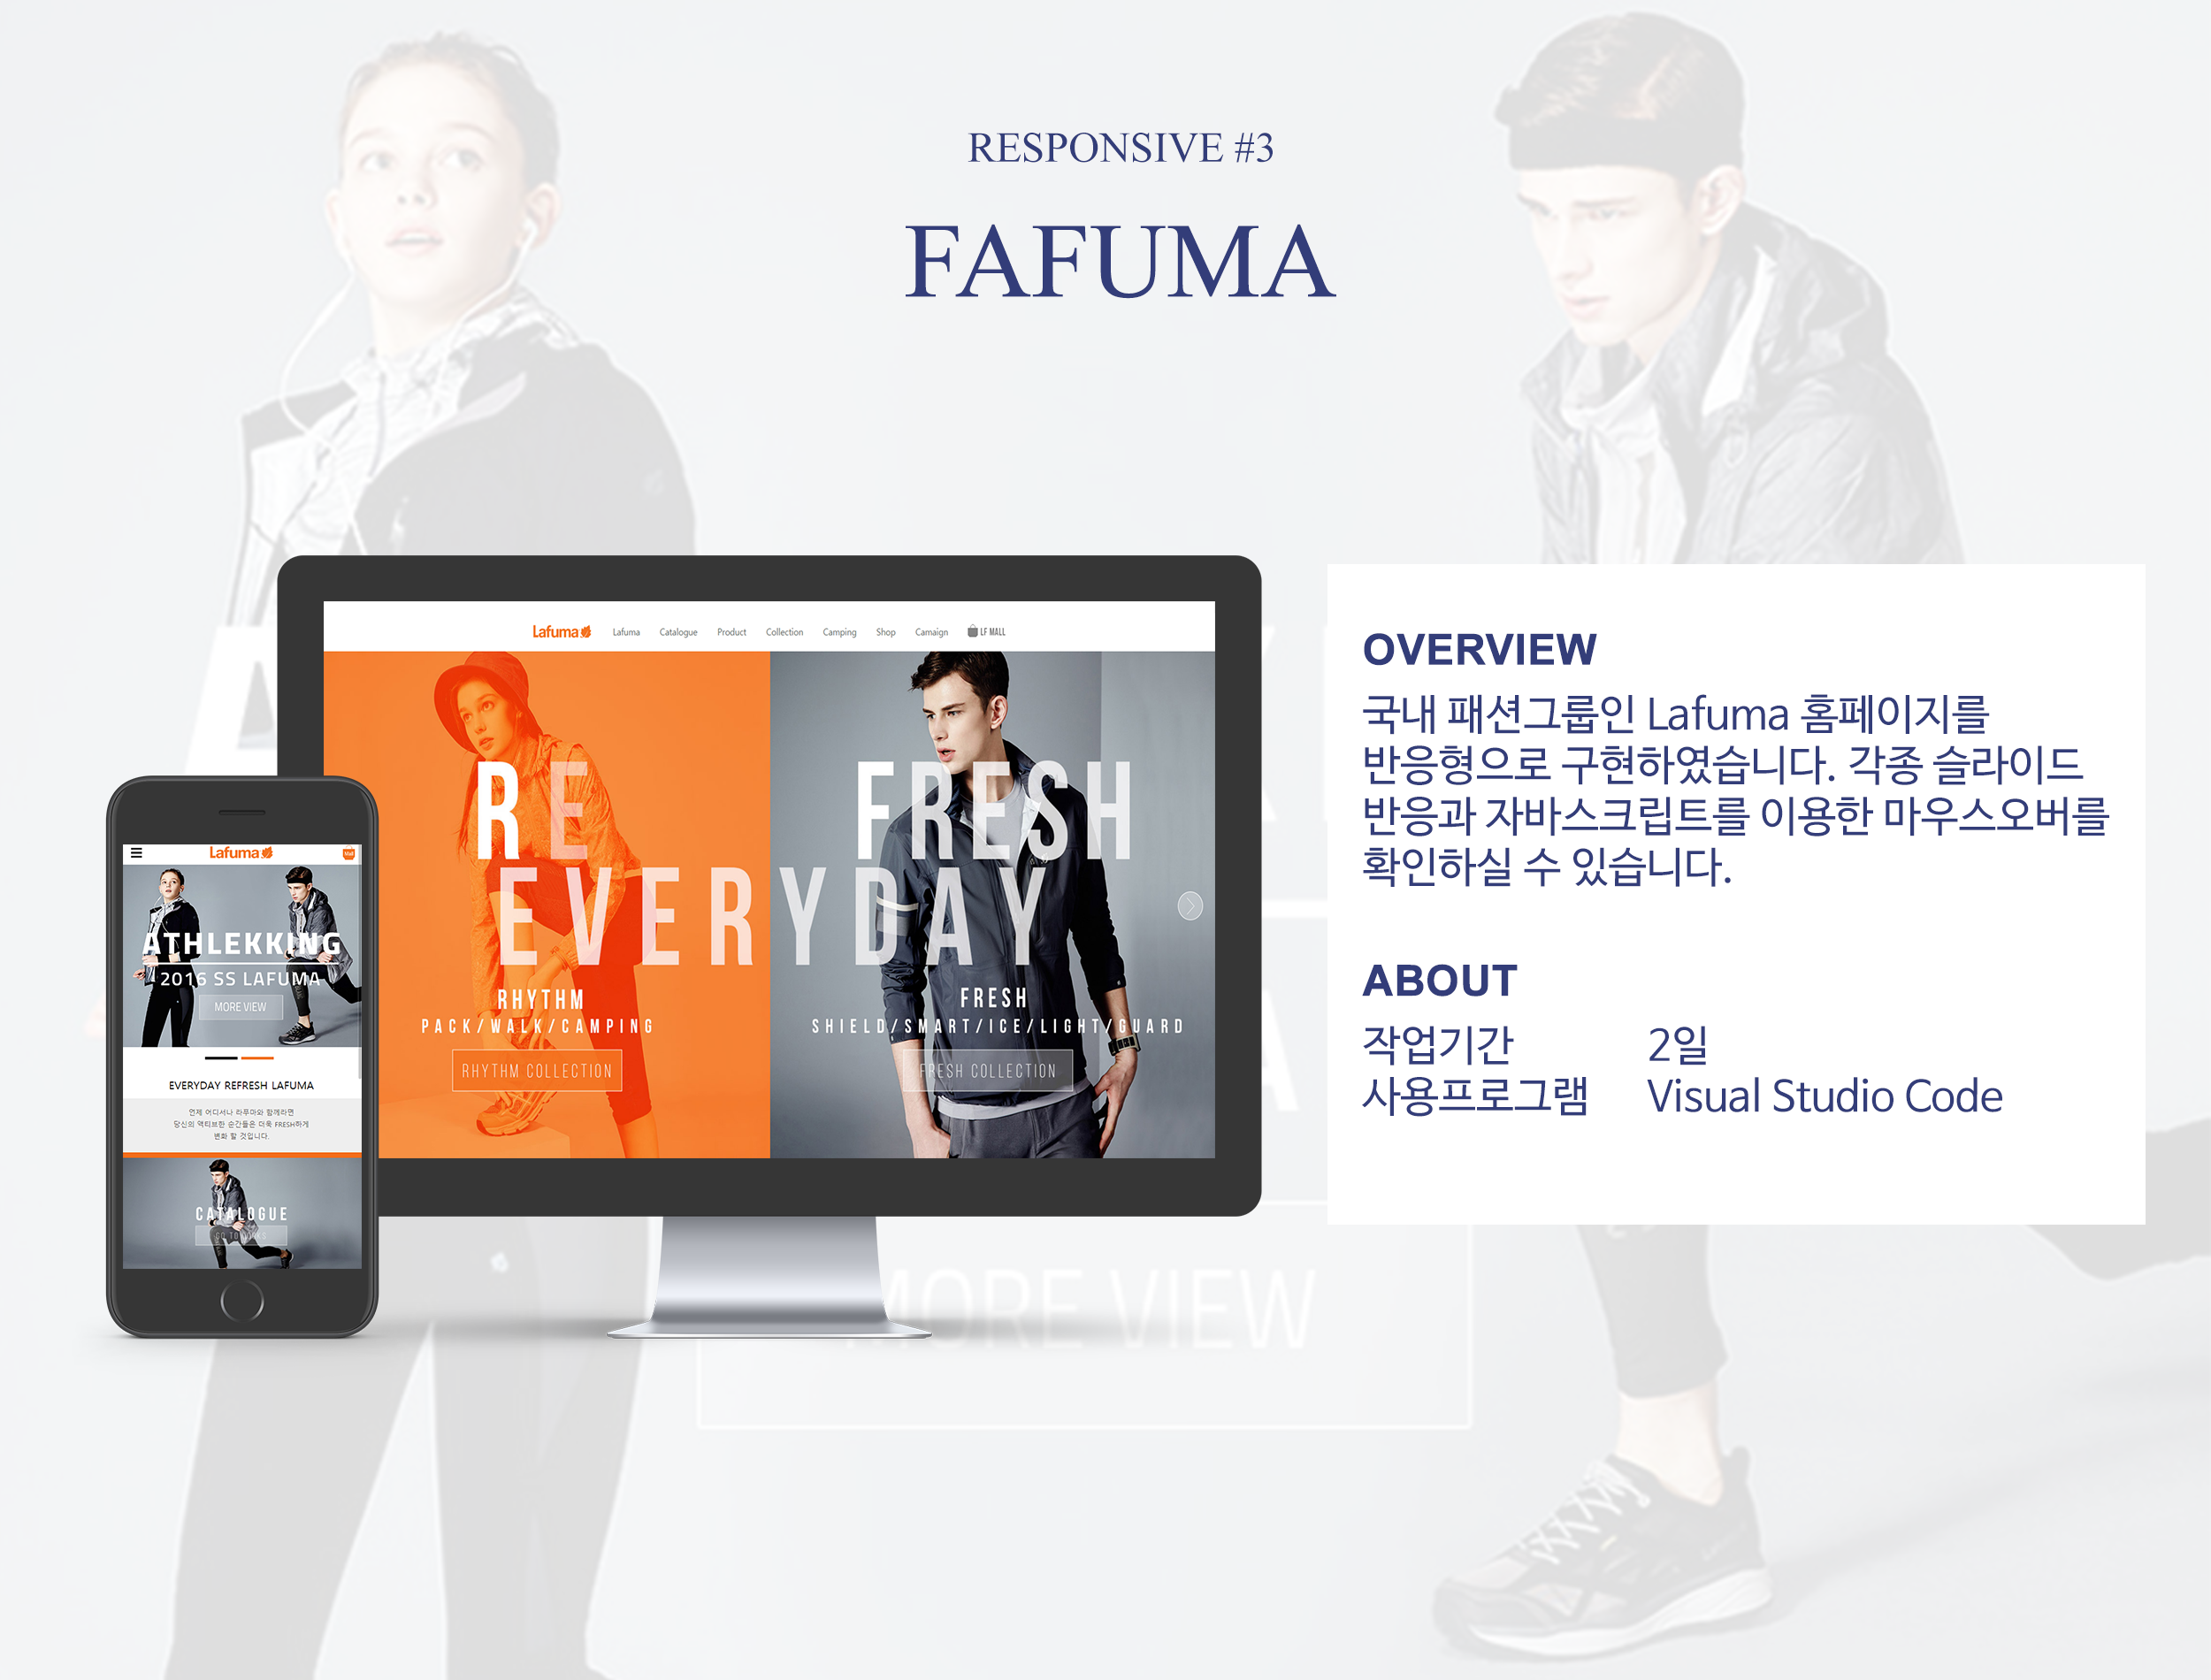 RESPONSIVE #3
FAFUMA
Lafuma Lafuma Catalogue Product Collection Camping Shop Camaign LF MALL
RE FRESH
EVERYDAY
RHYTHM
PACK/WALK/CAMPING
RHYTHM COLLECTION
FRESH
SHIELD/SMART/ICE/LIGHT/GUARD
FRESH COLLECTION
Lafuma Mall
ATHLEKKING
2016 SS LAFUMA
MORE VIEW
EVERYDAY REFRESH LAFUMA
언제 어디서나 라푸마와 함께라면
당신의 액티브한 순간들은 더욱 FRESH하게
변화 할 것입니다.
CATALOGUE
OVERVIEW
국내 패션그룹인 Lafuma 홈페이지를
반응형으로 구현하였습니다. 각종 슬라이드
반응과 자바스크립트를 이용한 마우스오버를
확인하실 수 있습니다.
ABOUT
작업기간 2일
사용프로그램 Visual Studio Code
MORE VIEW